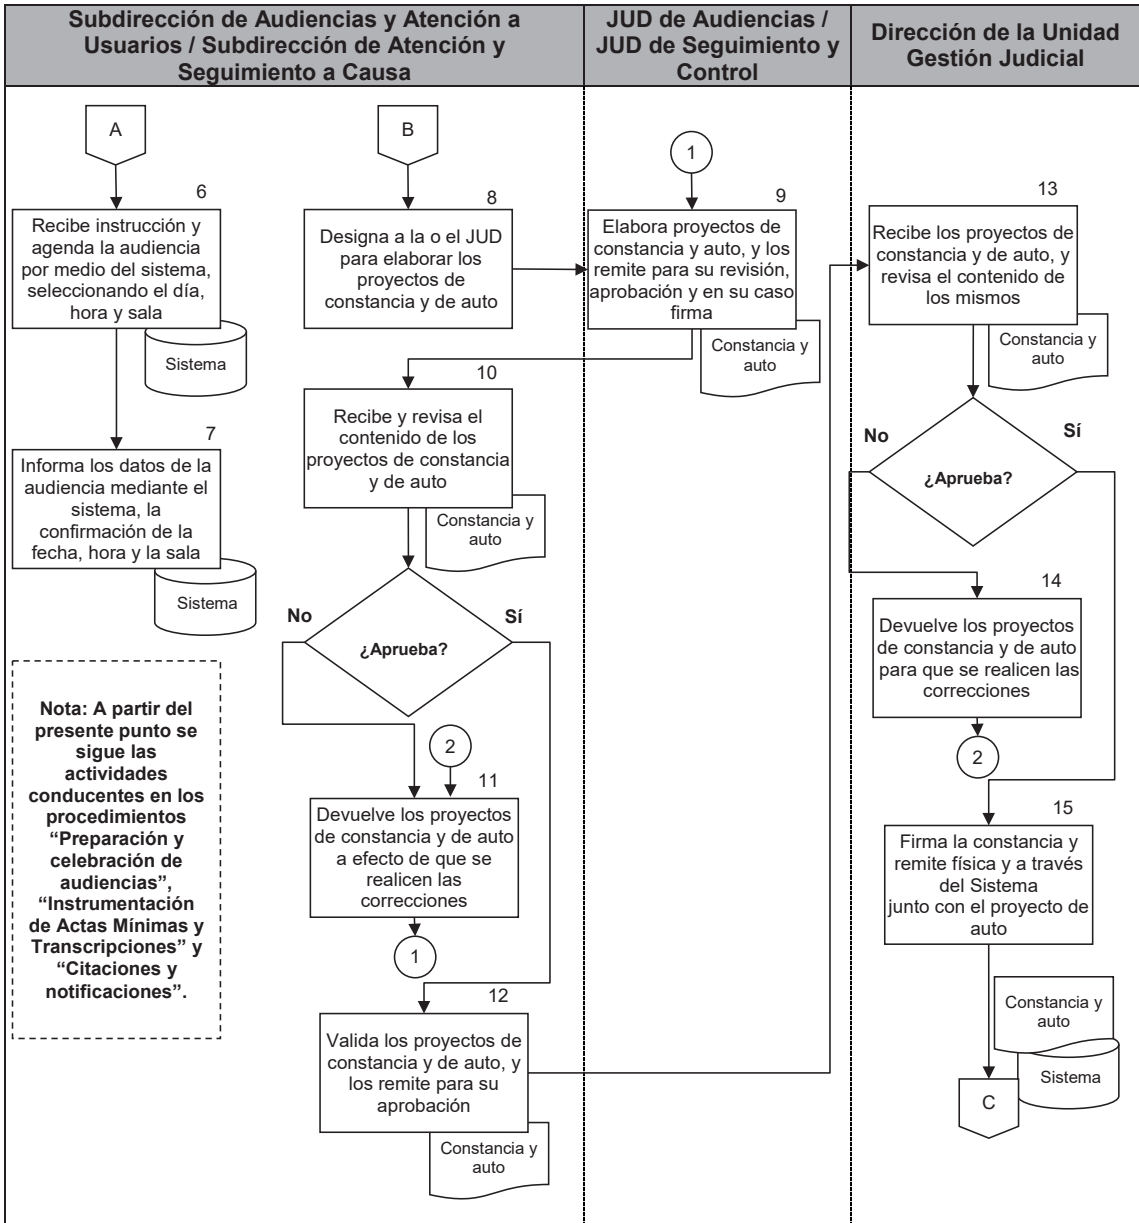 Subdirección de Audiencias y Atención a
Usuarios / Subdirección de Atención y
Seguimiento a Causa
JUD de Audiencias /
JUD de Seguimiento y
Control
Dirección de la Unidad
Gestión Judicial
A
6
Recibe instrucción y
agenda la audiencia
por medio del sistema,
seleccionando el día,
hora y sala
Sistema
7
Informa los datos de la
audiencia mediante el
sistema, la
confirmación de la
fecha, hora y la sala
Sistema
Nota: A partir del
presente punto se
sigue las
actividades
conducentes en los
procedimientos
“Preparación y
celebración de
audiencias”,
“Instrumentación
de Actas Mínimas y
Transcripciones” y
“Citaciones y
notificaciones”.
B
8
Designa a la o el JUD
para elaborar los
proyectos de
constancia y de auto
10
Recibe y revisa el
contenido de los
proyectos de constancia
y de auto
Constancia y
auto
No
Sí
¿Aprueba?
2
11
Devuelve los proyectos
de constancia y de auto
a efecto de que se
realicen las
correcciones
1
12
Valida los proyectos de
constancia y de auto, y
los remite para su
aprobación
Constancia y
auto
1
9
Elabora proyectos de
constancia y auto, y los
remite para su revisión,
aprobación y en su caso
firma
Constancia y
auto
13
Recibe los proyectos de
constancia y de auto, y
revisa el contenido de
los mismos
Constancia y
auto
No
Sí
¿Aprueba?
14
Devuelve los proyectos
de constancia y de auto
para que se realicen las
correcciones
2
15
Firma la constancia y
remite física y a través
del Sistema
junto con el proyecto de
auto
Constancia y
auto
Sistema
C